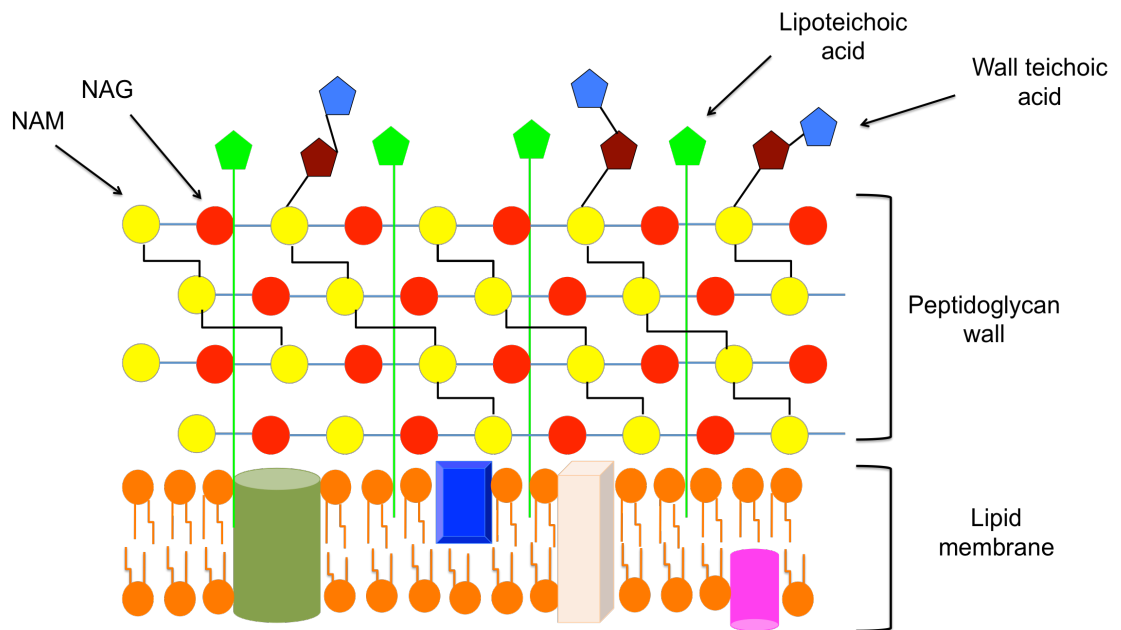 Lipoteichoic
acid
Wall teichoic
acid
NAG
NAM
Peptidoglycan
wall
Lipid
membrane